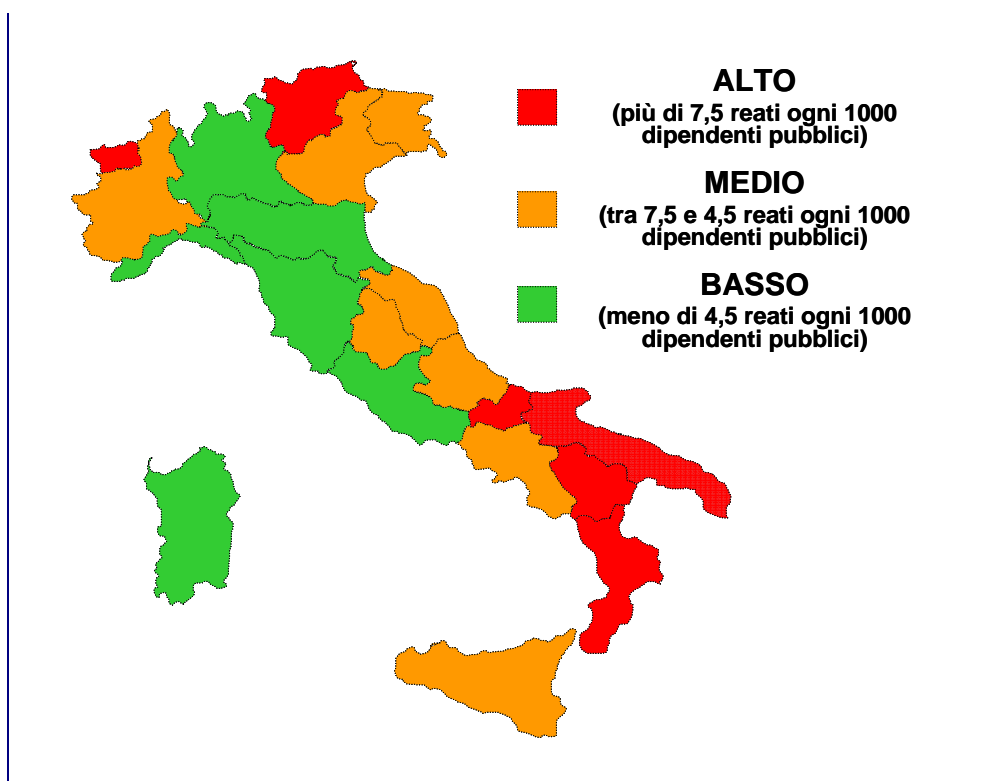 ALTO
(più di 7,5 reati ogni 1000
dipendenti pubblici)
MEDIO
(tra 7,5 e 4,5 reati ogni 1000
dipendenti pubblici)
BASSO
(meno di 4,5 reati ogni 1000
dipendenti pubblici)